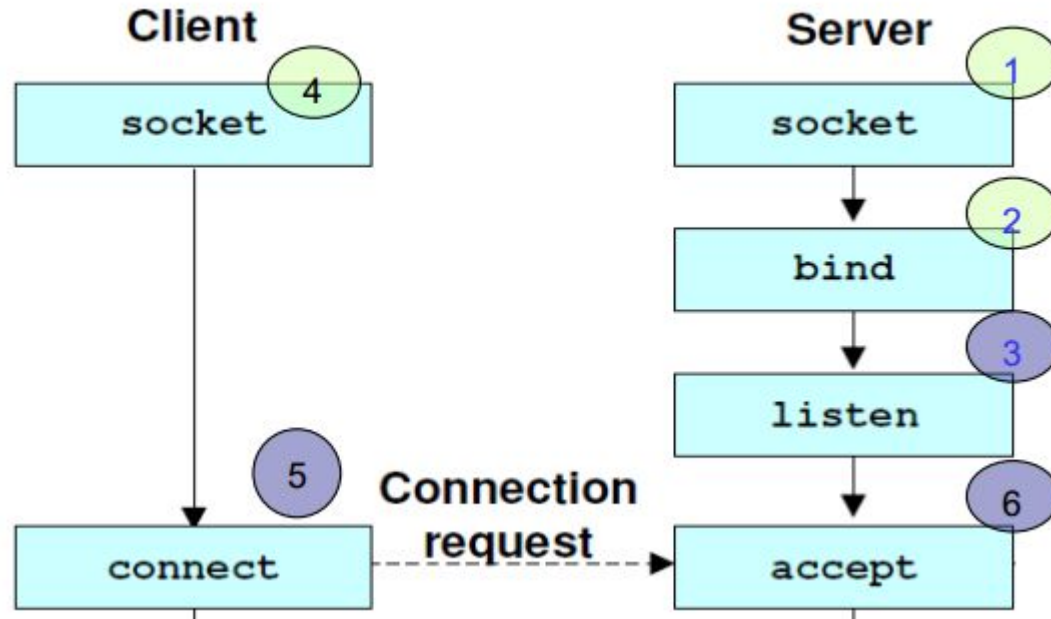 Client
Server
4
1
socket
socket
2
bind
3
listen
5
Connection
request
6
connect
accept